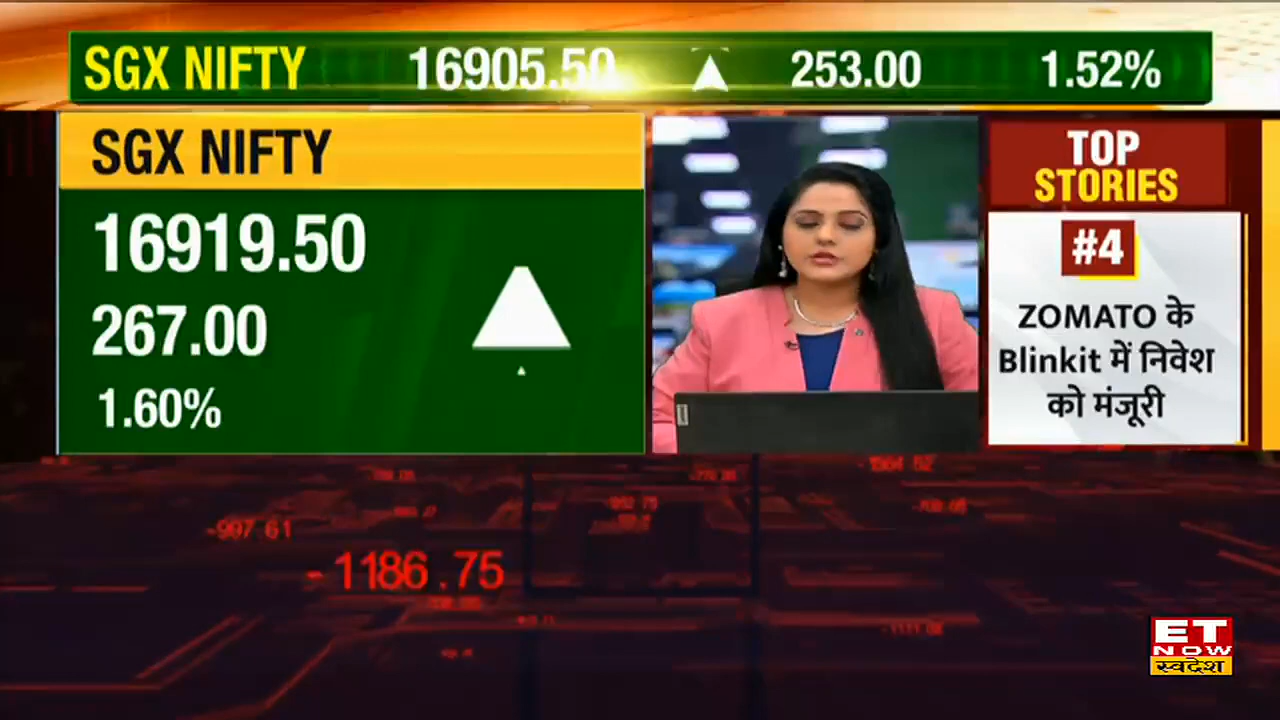 SGX NIFTY 16905.50 253.00 1.52%
SGX NIFTY
16919.50
267.00
1.60%
TOP
STORIES
#4
ZOMATO के
Blinkit में निवेश
को मंजूरी
-997.61
-1186.75
ET
NOW
स्वदेश